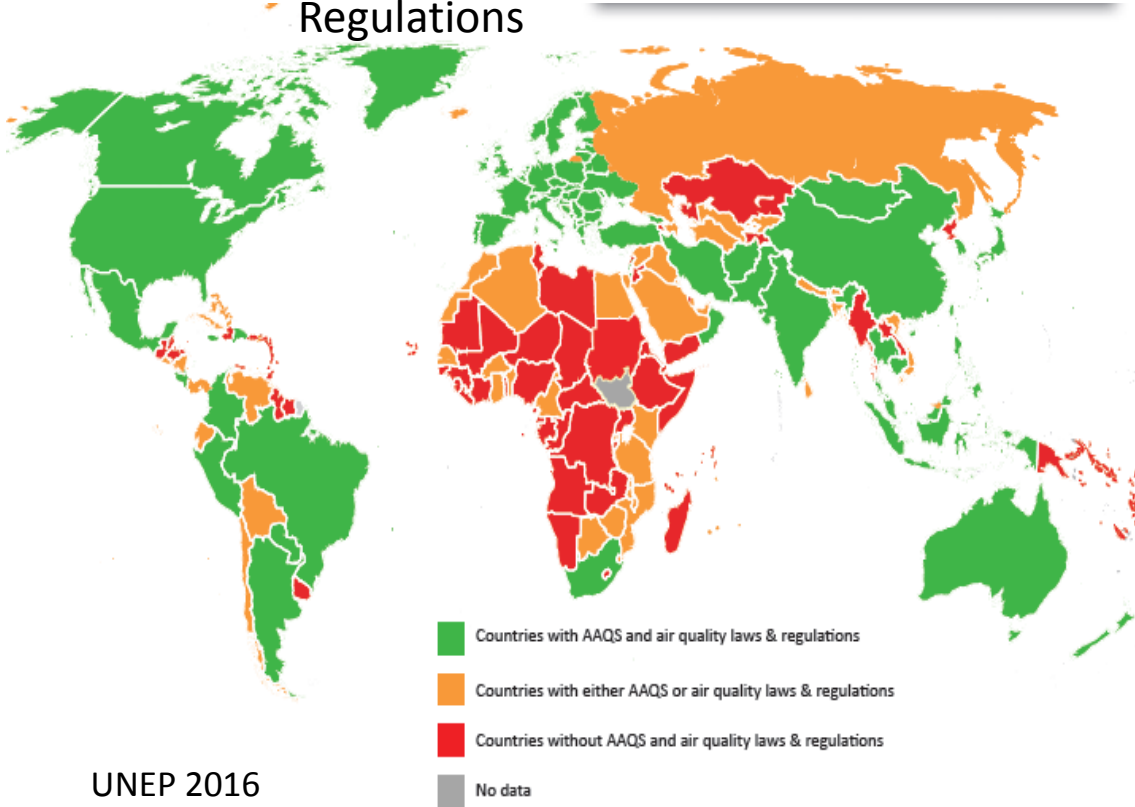 Regulations
Countries with AAQS and air quality laws & regulations
Countries with either AAQS or air quality laws & regulations
Countries without AAQS and air quality laws & regulations
No data
UNEP 2016